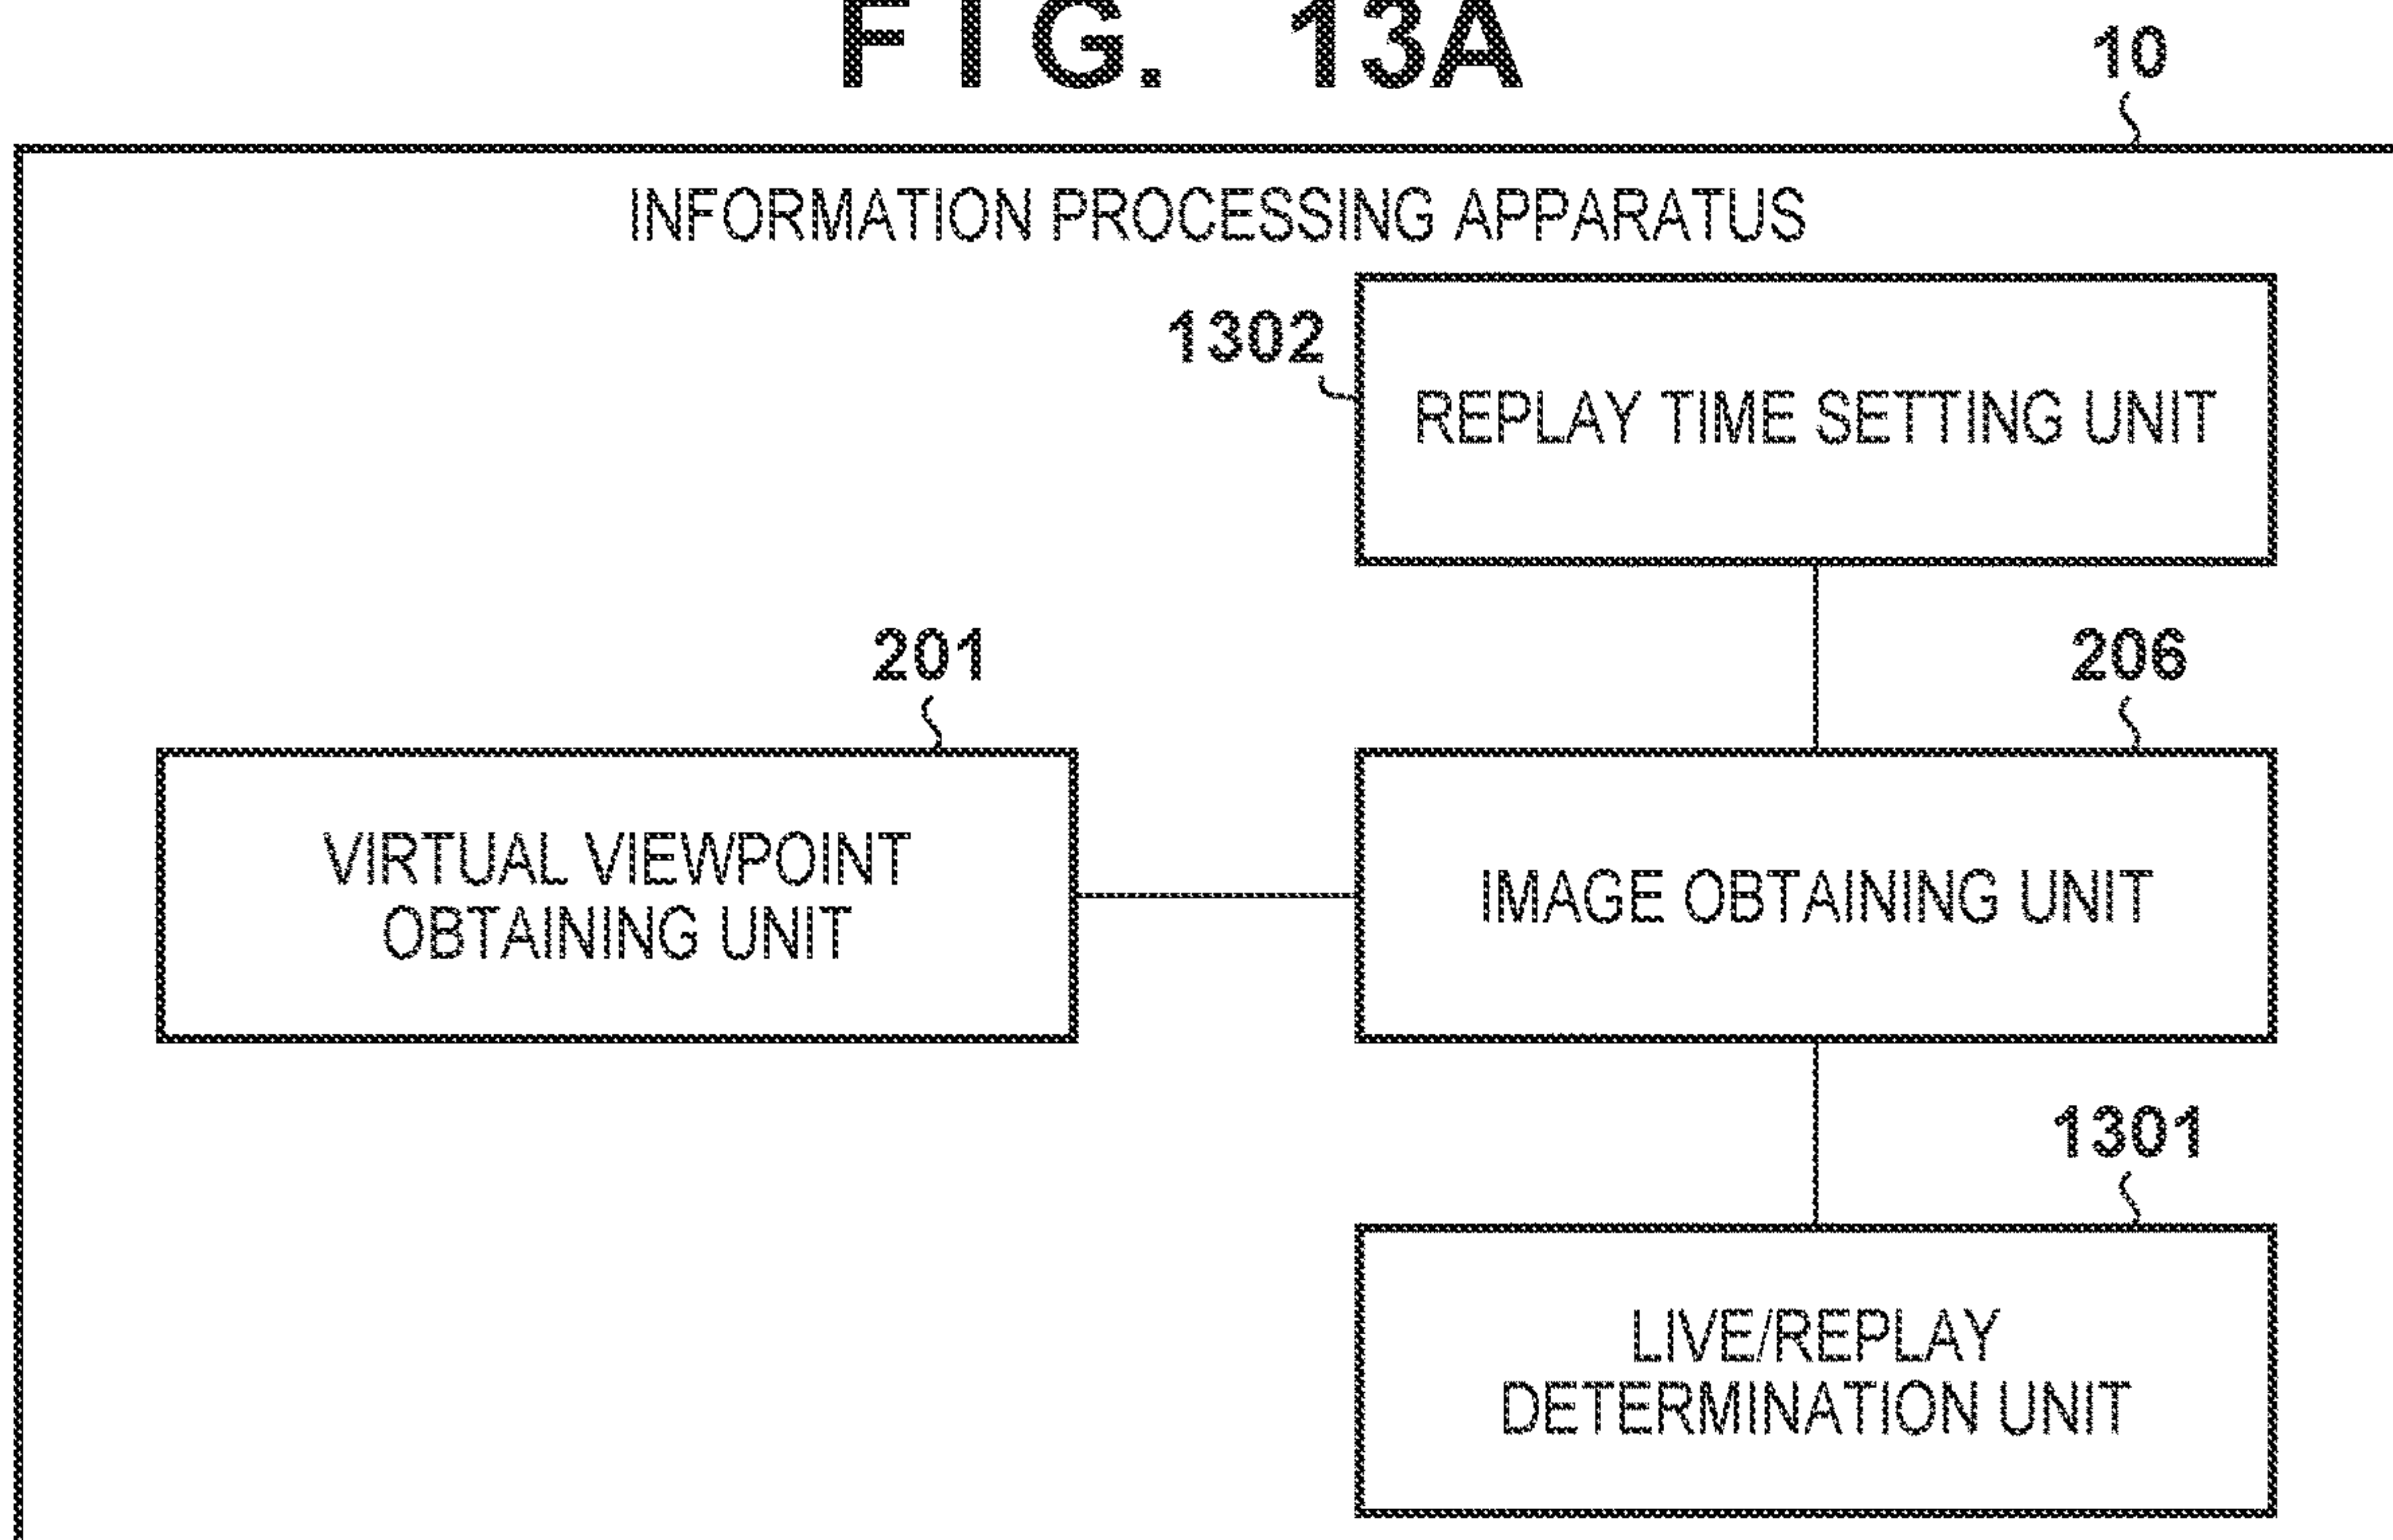 FIG. 13A
10
INFORMATION PROCESSING APPARATUS
1302
REPLAY TIME SETTING UNIT
201
206
VIRTUAL VIEWPOINT
OBTAINING UNIT
IMAGE OBTAINING UNIT
1301
LIVE/REPLAY
DETERMINATION UNIT